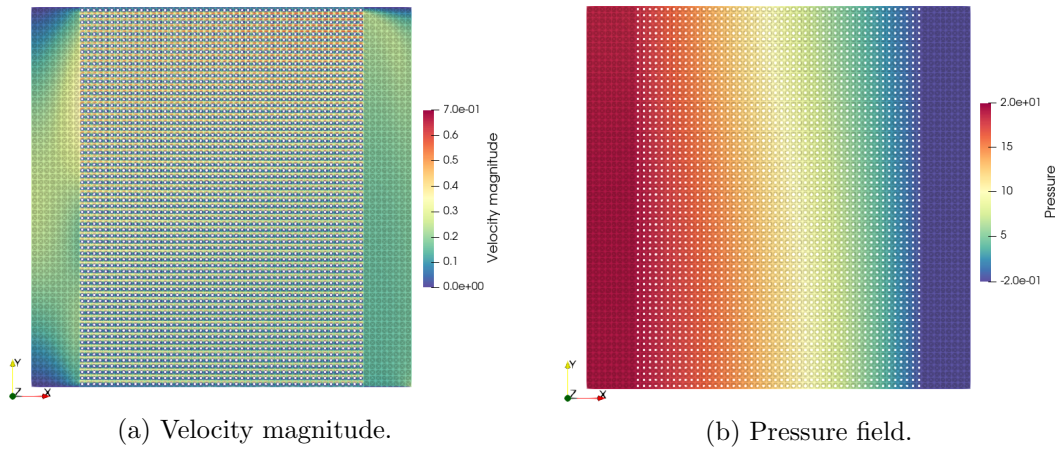 7.0e-01
0.6
0.5
0.4
0.3
0.2
0.1
0.0e+00
Velocity magnitude
Y
Z
X
(a) Velocity magnitude.
2.0e+01
15
10
5
-2.0e-01
Pressure
Y
Z
X
(b) Pressure field.